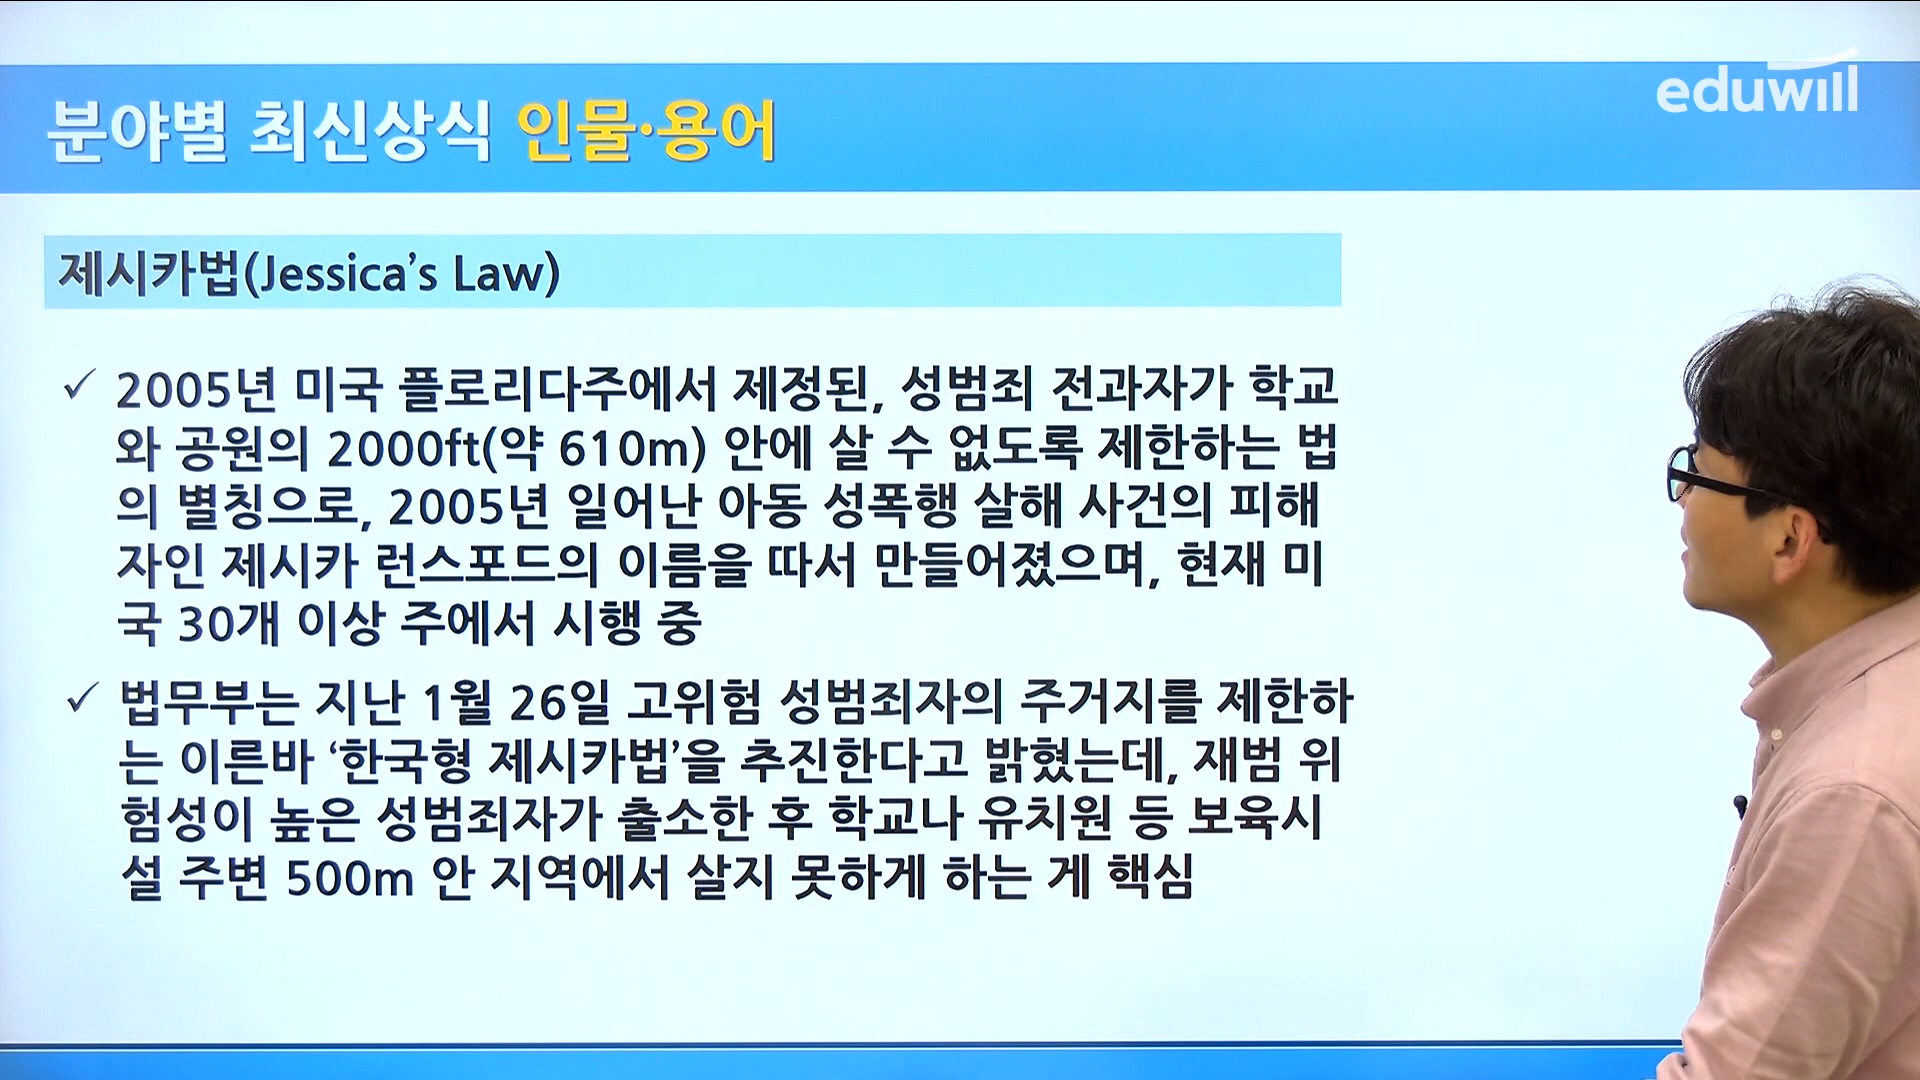 eduwill
분야별 최신상식 인물·용어
제시카법(Jessica’s Law)
✓ 2005년 미국 플로리다주에서 제정된, 성범죄 전과자가 학교
와 공원의 2000ft(약 610m) 안에 살 수 없도록 제한하는 법
의 별칭으로, 2005년 일어난 아동 성폭행 살해 사건의 피해
자인 제시카 런스포드의 이름을 따서 만들어졌으며, 현재 미
국 30개 이상 주에서 시행 중
✓ 법무부는 지난 1월 26일 고위험 성범죄자의 주거지를 제한하
는 이른바 ‘한국형 제시카법’을 추진한다고 밝혔는데, 재범 위
험성이 높은 성범죄자가 출소한 후 학교나 유치원 등 보육시
설 주변 500m 안 지역에서 살지 못하게 하는 게 핵심